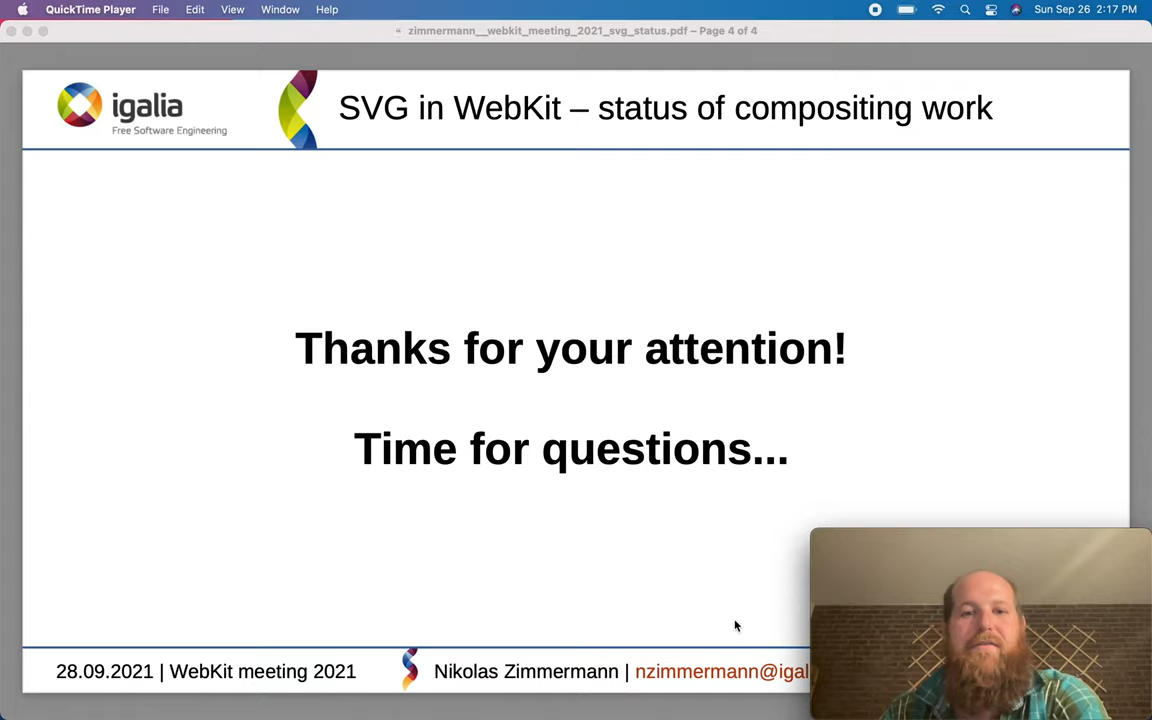 QuickTime Player File Edit View Window Help Sun Sep 26 2:17 PM
zimmermann__webkit_meeting_2021_svg_status.pdf – Page 4 of 4
igalia
Free Software Engineering
SVG in WebKit – status of compositing work
Thanks for your attention!
Time for questions...
28.09.2021 | WebKit meeting 2021
Nikolas Zimmermann | nzimmermann@igal